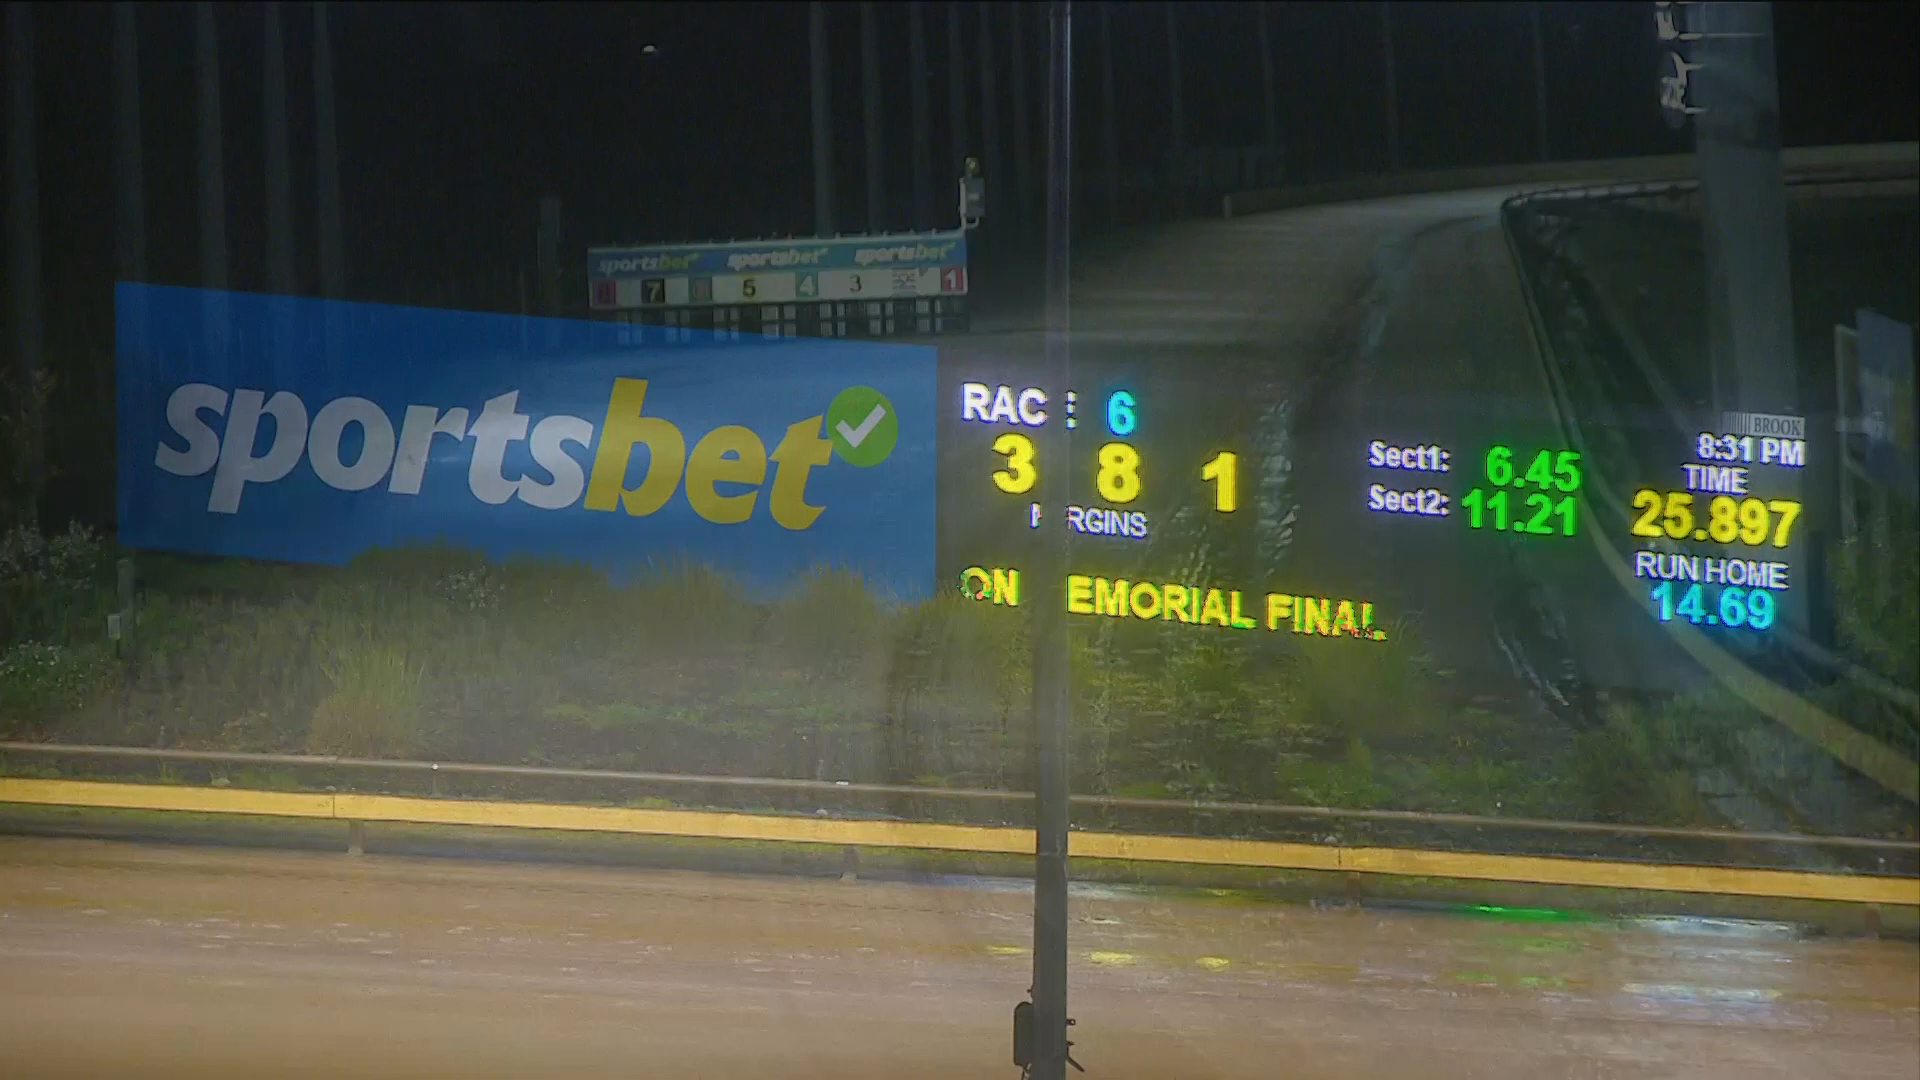 sportsbet sportsbet sportsbet
7 5 4 3 1
sportsbet
RAC : 6
3 8 1
RGINS
ON EMORIAL FINAL
Sect1: 6.45
Sect2: 11.21
BROOK
8:31 PM
TIME
25.897
RUN HOME
14.69